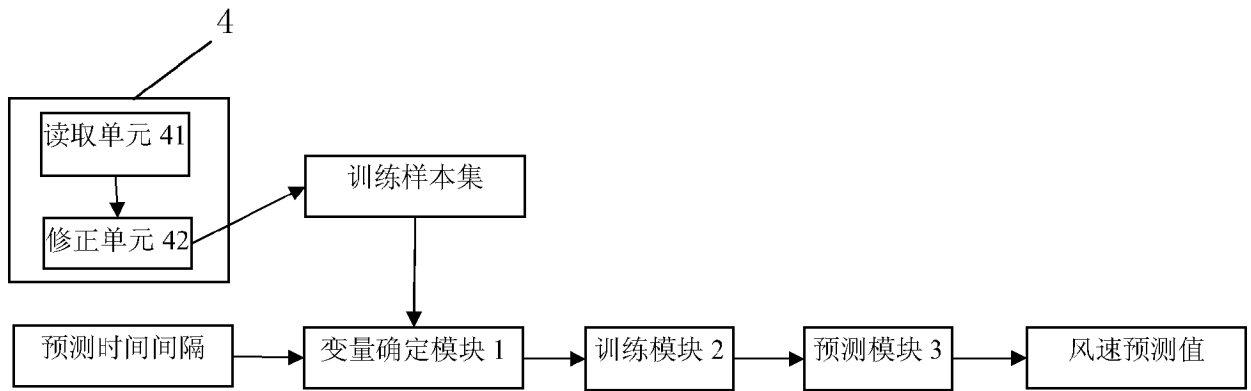 4
读取单元 41
训练样本集
修正单元 42
预测时间间隔
变量确定模块 1
训练模块 2
预测模块 3
风速预测值